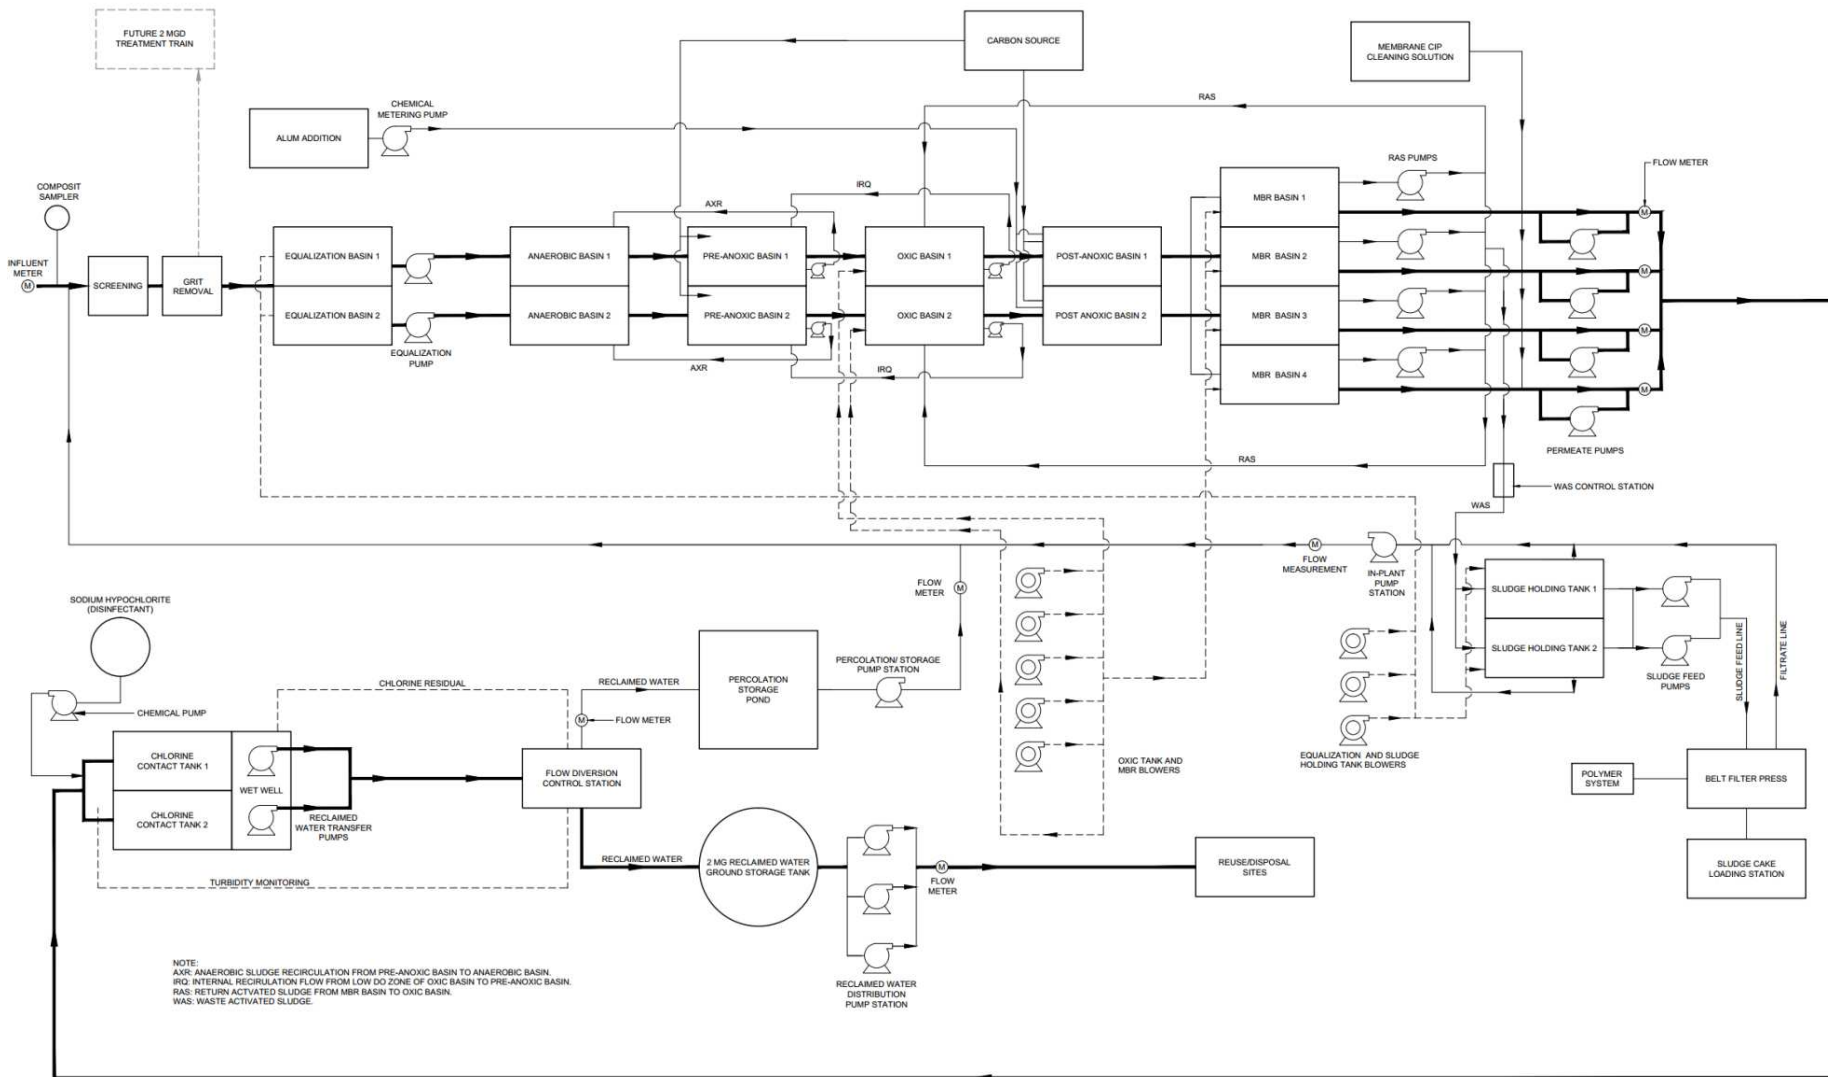 FUTURE 2 MGD
TREATMENT TRAIN
CARBON SOURCE
MEMBRANE CIP
CLEANING SOLUTION
ALUM ADDITION
CHEMICAL
METERING PUMP
RAS
RAS PUMPS
FLOW METER
COMPOSIT
SAMPLER
INFLUENT
METER
M
SCREENING
GRIT
REMOVAL
EQUALIZATION BASIN 1
EQUALIZATION BASIN 2
EQUALIZATION
PUMP
ANAEROBIC BASIN 1
ANAEROBIC BASIN 2
AXR
AXR
PRE-ANOXIC BASIN 1
PRE-ANOXIC BASIN 2
IRQ
IRQ
OXIC BASIN 1
OXIC BASIN 2
POST-ANOXIC BASIN 1
POST ANOXIC BASIN 2
MBR BASIN 1
MBR BASIN 2
MBR BASIN 3
MBR BASIN 4
M
M
M
M
PERMEATE PUMPS
RAS
WAS CONTROL STATION
WAS
M
FLOW
MEASUREMENT
IN-PLANT
PUMP
STATION
SLUDGE HOLDING TANK 1
SLUDGE HOLDING TANK 2
SLUDGE FEED
PUMPS
SLUDGE FEED LINE
FILTRATE LINE
FLOW
METER
M
SODIUM HYPOCHLORITE
(DISINFECTANT)
CHEMICAL PUMP
CHLORINE RESIDUAL
RECLAIMED WATER
M
FLOW METER
PERCOLATION
STORAGE
POND
PERCOLATION/ STORAGE
PUMP STATION
OXIC TANK AND
MBR BLOWERS
EQUALIZATION AND SLUDGE
HOLDING TANK BLOWERS
CHLORINE
CONTACT TANK 1
CHLORINE
CONTACT TANK 2
WET WELL
RECLAIMED
WATER TRANSFER
PUMPS
FLOW DIVERSION
CONTROL STATION
TURBIDITY MONITORING
RECLAIMED WATER
2 MG RECLAIMED WATER
GROUND STORAGE TANK
M
FLOW
METER
REUSE/DISPOSAL
SITES
POLYMER
SYSTEM
BELT FILTER PRESS
SLUDGE CAKE
LOADING STATION
RECLAIMED WATER
DISTRIBUTION
PUMP STATION
NOTE:
AXR: ANAEROBIC SLUDGE RECIRCULATION FROM PRE-ANOXIC BASIN TO ANAEROBIC BASIN.
IRQ: INTERNAL RECIRULATION FLOW FROM LOW DO ZONE OF OXIC BASIN TO PRE-ANOXIC BASIN.
RAS: RETURN ACTVATED SLUDGE FROM MBR BASIN TO OXIC BASIN.
WAS: WASTE ACTIVATED SLUDGE.